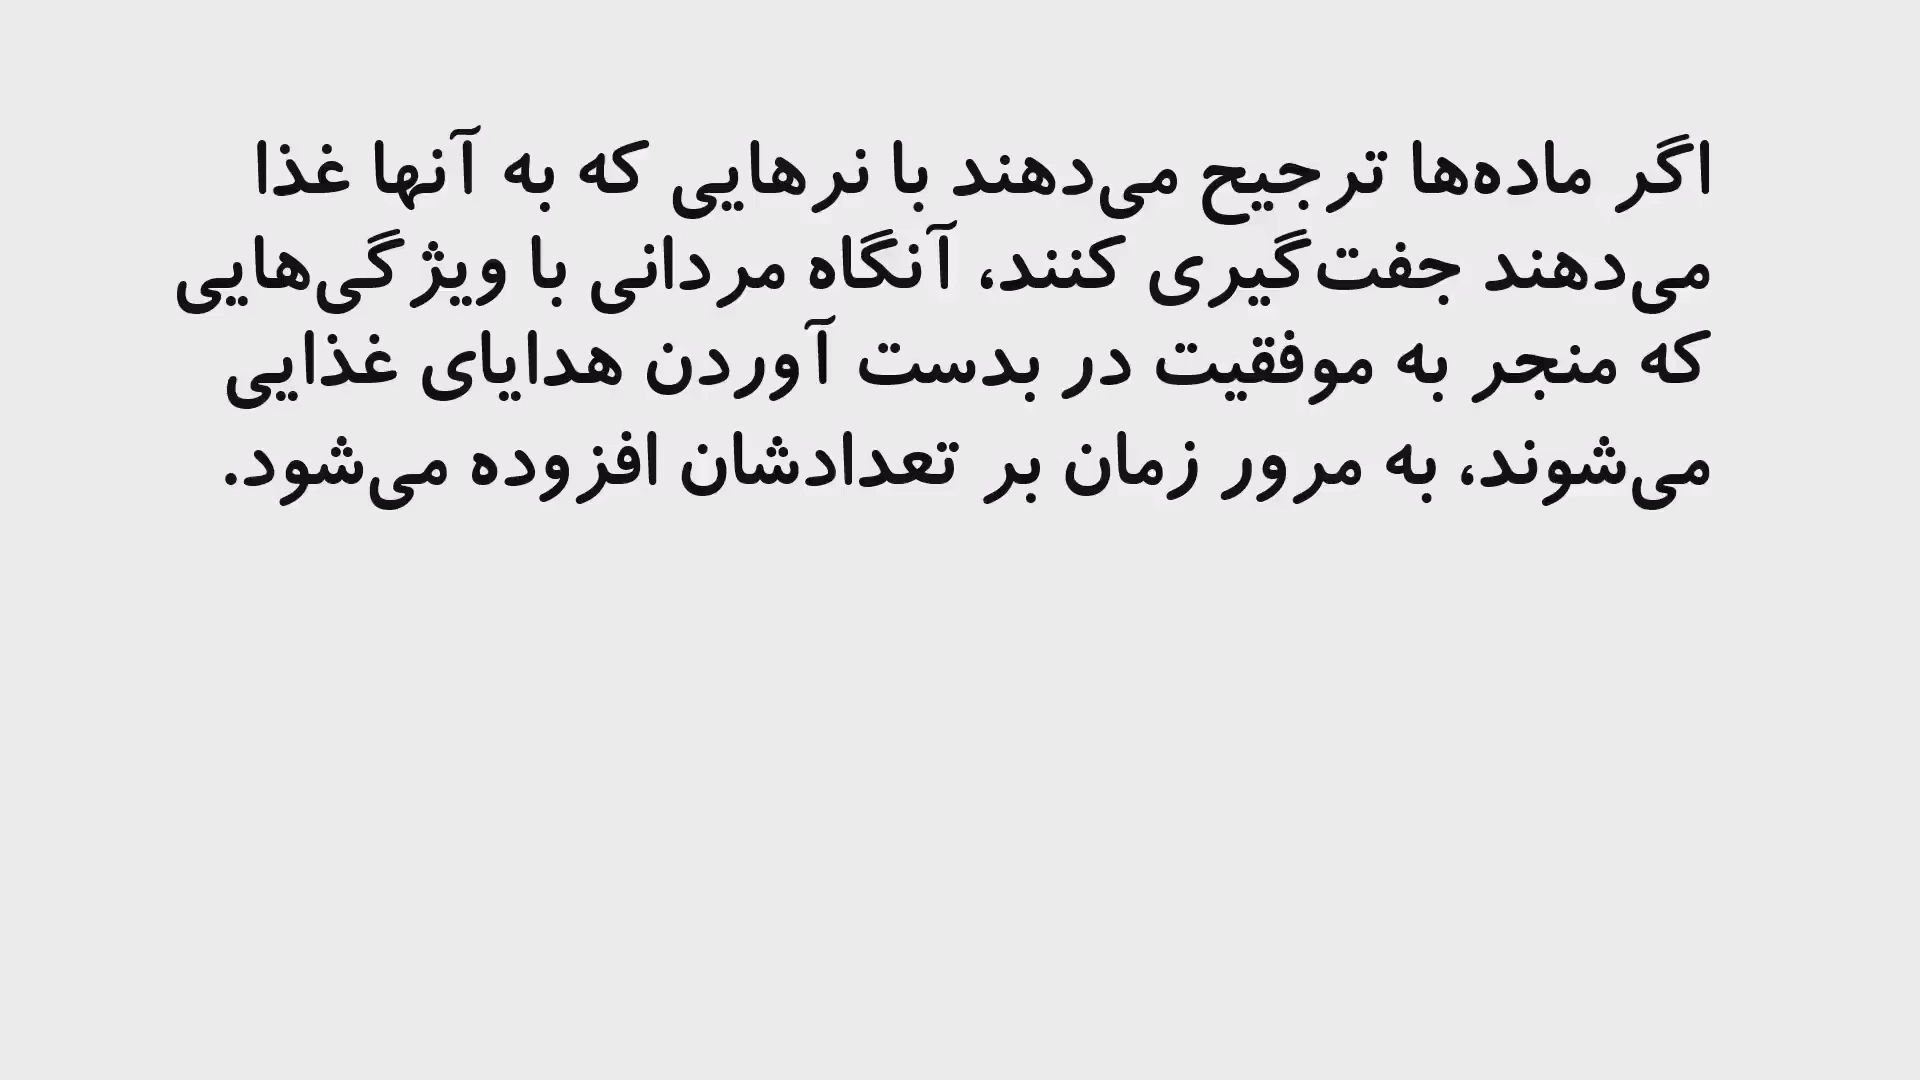 اگر ماده‌ها ترجیح می‌دهند با نرهایی که به آنها غذا
می‌دهند جفت‌گیری کنند، آنگاه مردانی با ویژگی‌هایی
که منجر به موفقیت در بدست آوردن هدایای غذایی
می‌شوند، به مرور زمان بر تعدادشان افزوده می‌شود.